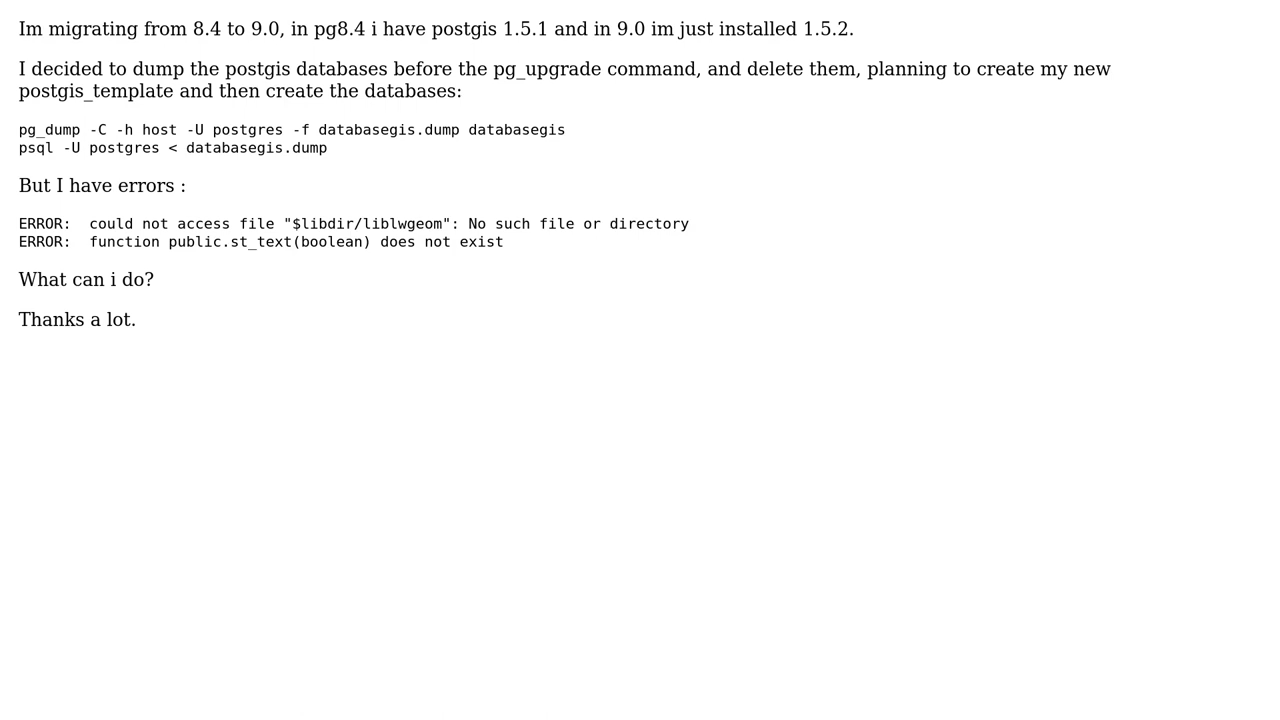 Im migrating from 8.4 to 9.0, in pg8.4 i have postgis 1.5.1 and in 9.0 im just installed 1.5.2.
I decided to dump the postgis databases before the pg_upgrade command, and delete them, planning to create my new
postgis_template and then create the databases:
pg_dump -C -h host -U postgres -f databasegis.dump databasegis
psql -U postgres < databasegis.dump
But I have errors :
ERROR:  could not access file "$libdir/liblwgeom": No such file or directory
ERROR:  function public.st_text(boolean) does not exist
What can i do?
Thanks a lot.